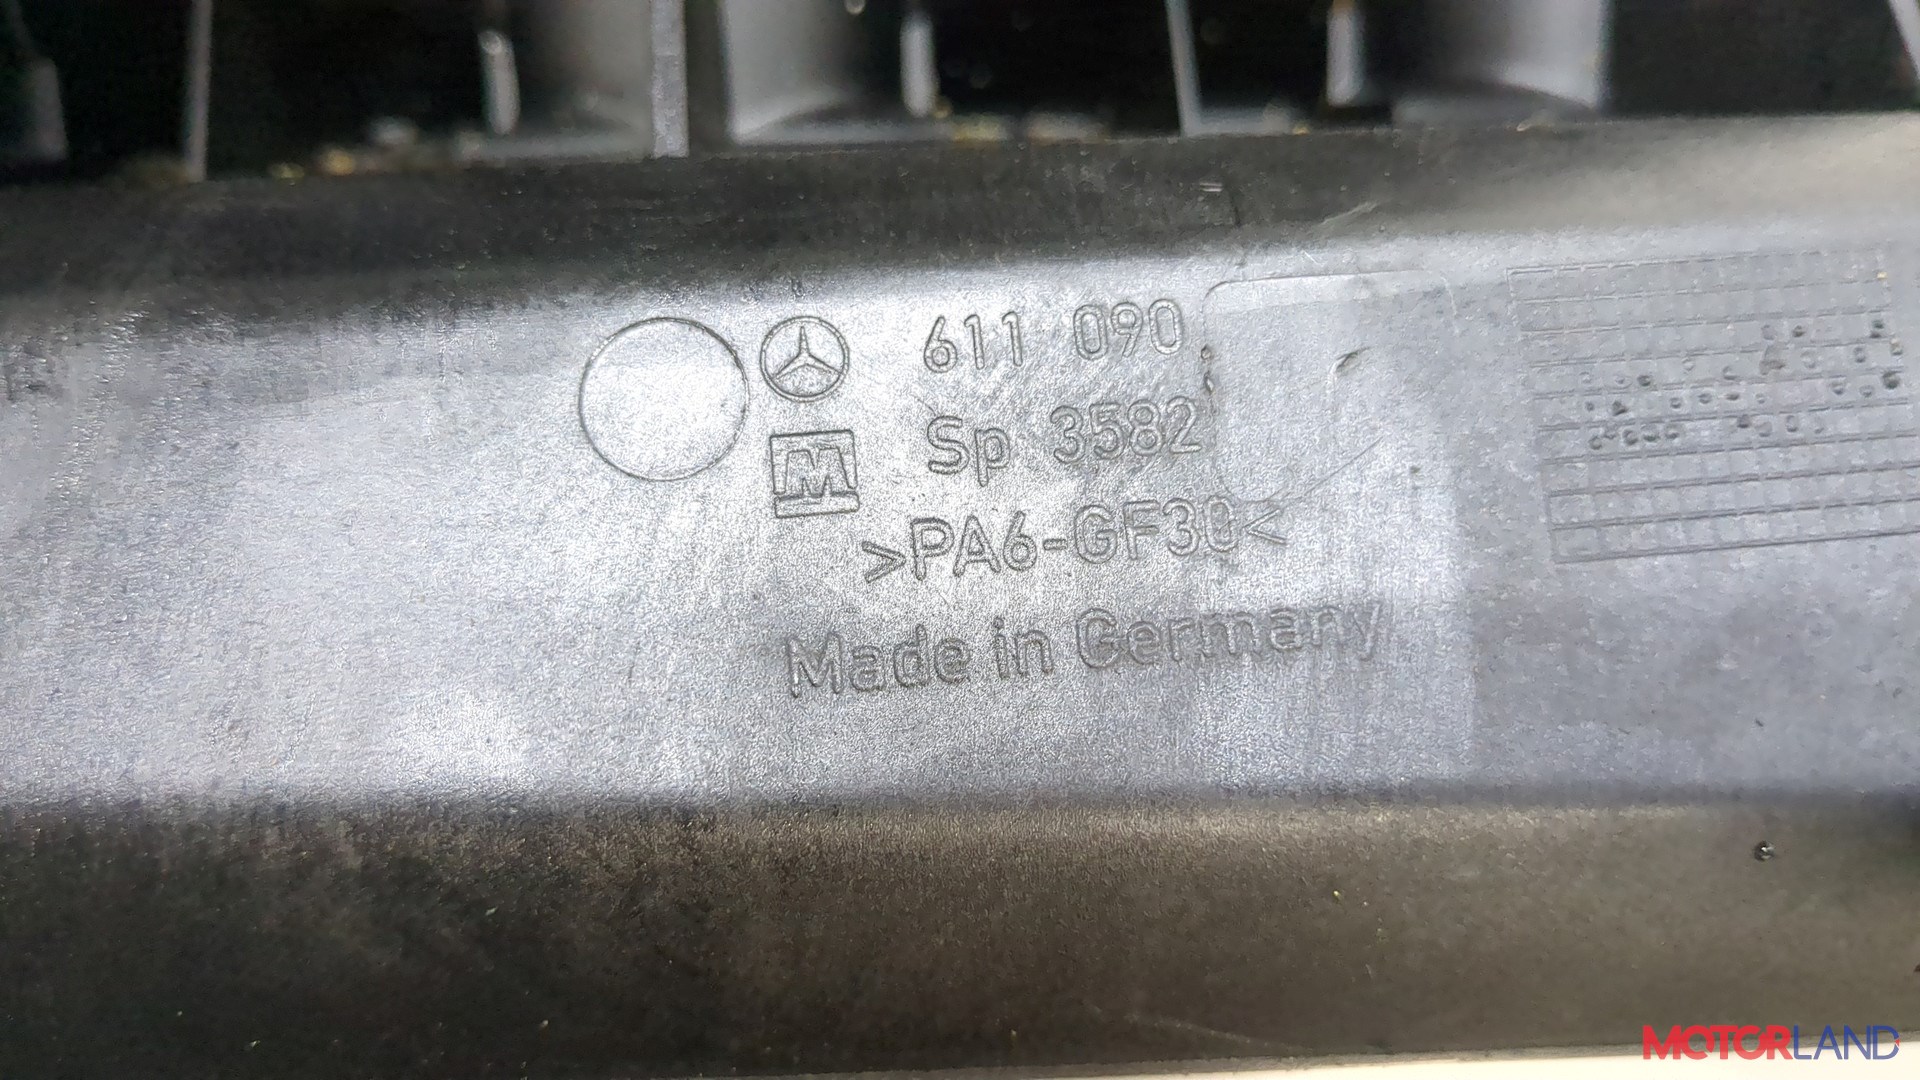 611 090
Sp 3582
M
>PA6-GF30<
Made in Germany
MOTORLAND